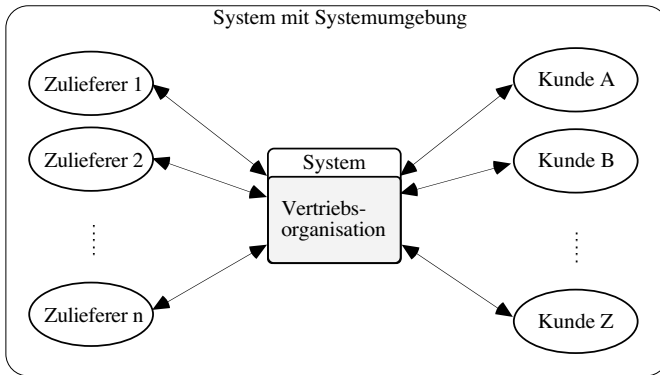 System mit Systemumgebung
Zulieferer 1
Zulieferer 2
Zulieferer n
System
Vertriebs-
organisation
Kunde A
Kunde B
Kunde Z